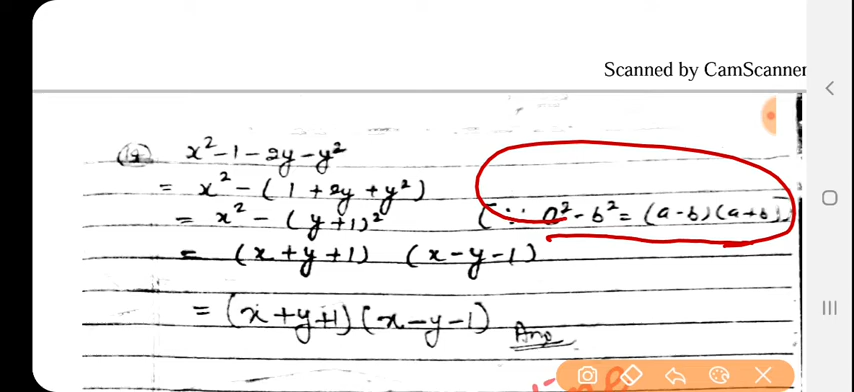 Scanned by CamScanner
(12) x² - 1 - 2y - y²
= x² - (1 + 2y + y²)
= x² - (y + 1)² (∵ a² - b² = (a - b) (a + b)
= (x + y + 1) (x - y - 1)
= (x + y + 1) (x - y - 1) Ans